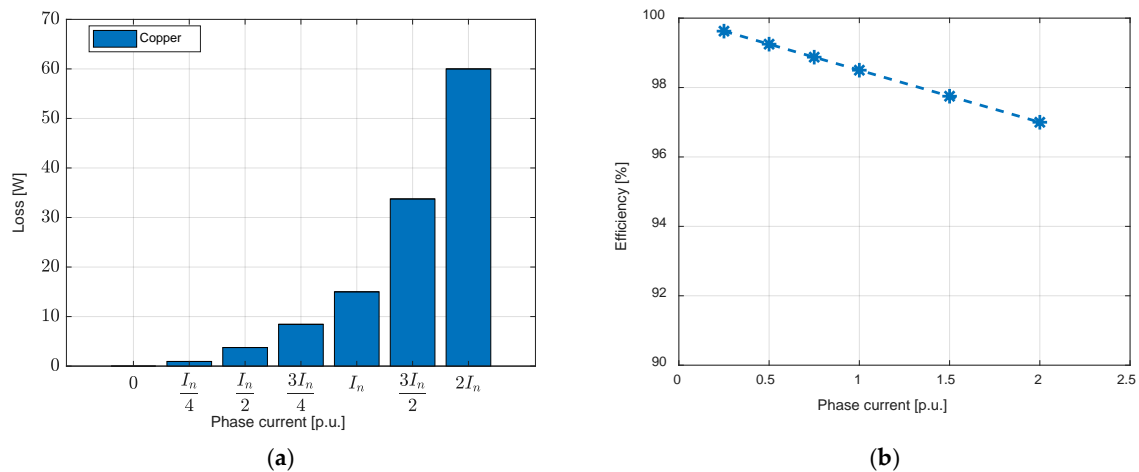 70
60
50
40
30
20
10
0
Loss [W]
Copper
0 I_n/4 I_n/2 3I_n/4 I_n 3I_n/2 2I_n
Phase current [p.u.]
(a)
100
98
96
94
92
90
Efficiency [%]
0 0.5 1 1.5 2 2.5
Phase current [p.u.]
(b)